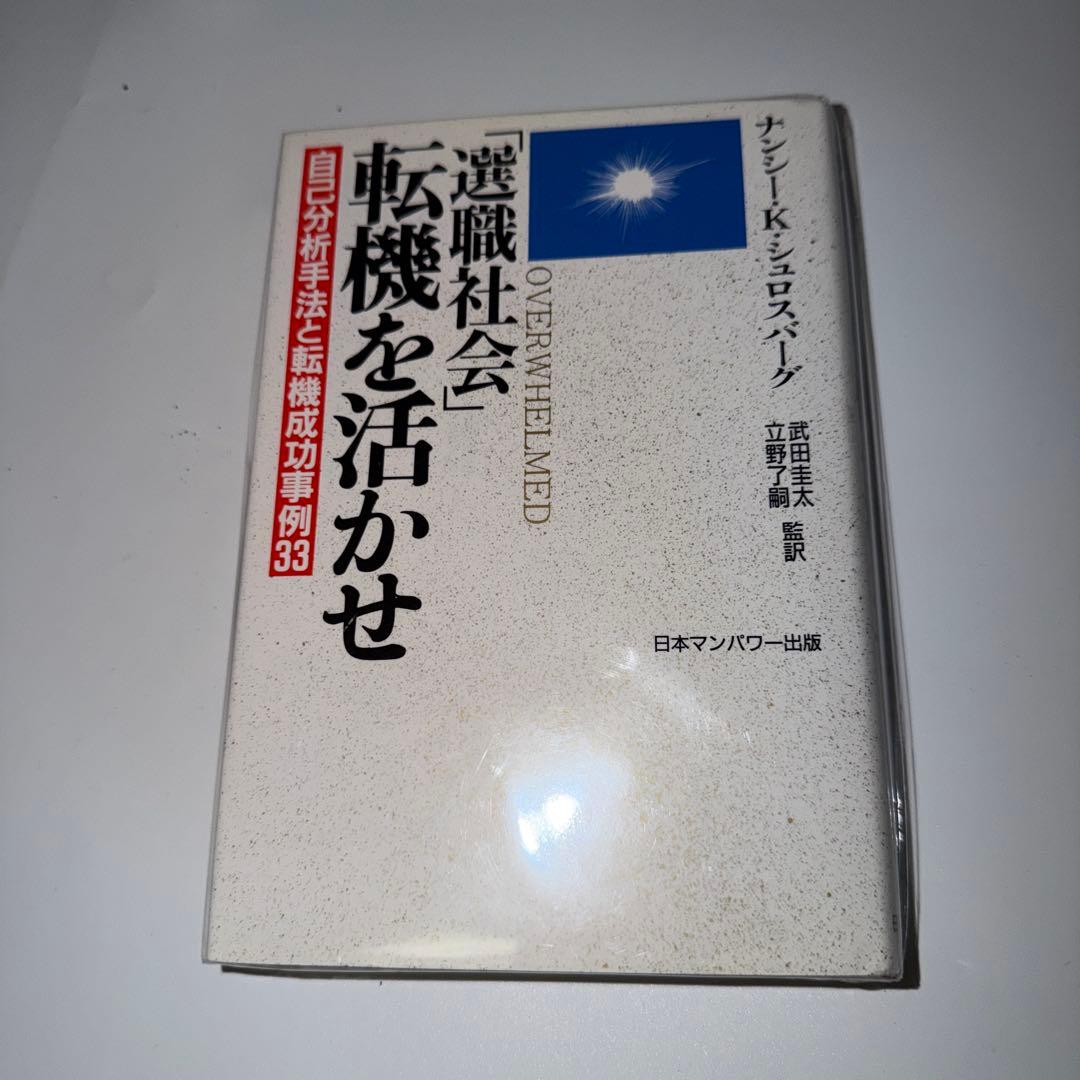 ナンシー・K・シュロスバーグ
武田圭太
立野了嗣
監訳
OVERWHELMED
「選職社会」
転機を活かせ
自己分析手法と転機成功事例33
日本マンパワー出版